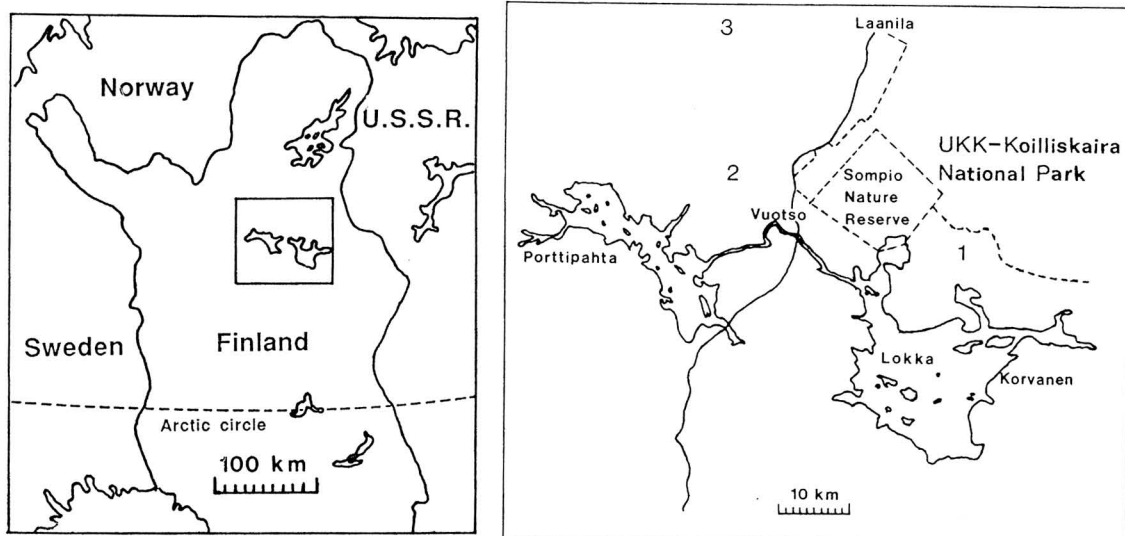 Norway
U.S.S.R.
Sweden
Finland
Arctic circle
100 km
3
Laanila
UKK-Koilliskaira
National Park
2
Sompio
Nature
Reserve
Vuotso
1
Porttipahta
Lokka
Korvanen
10 km